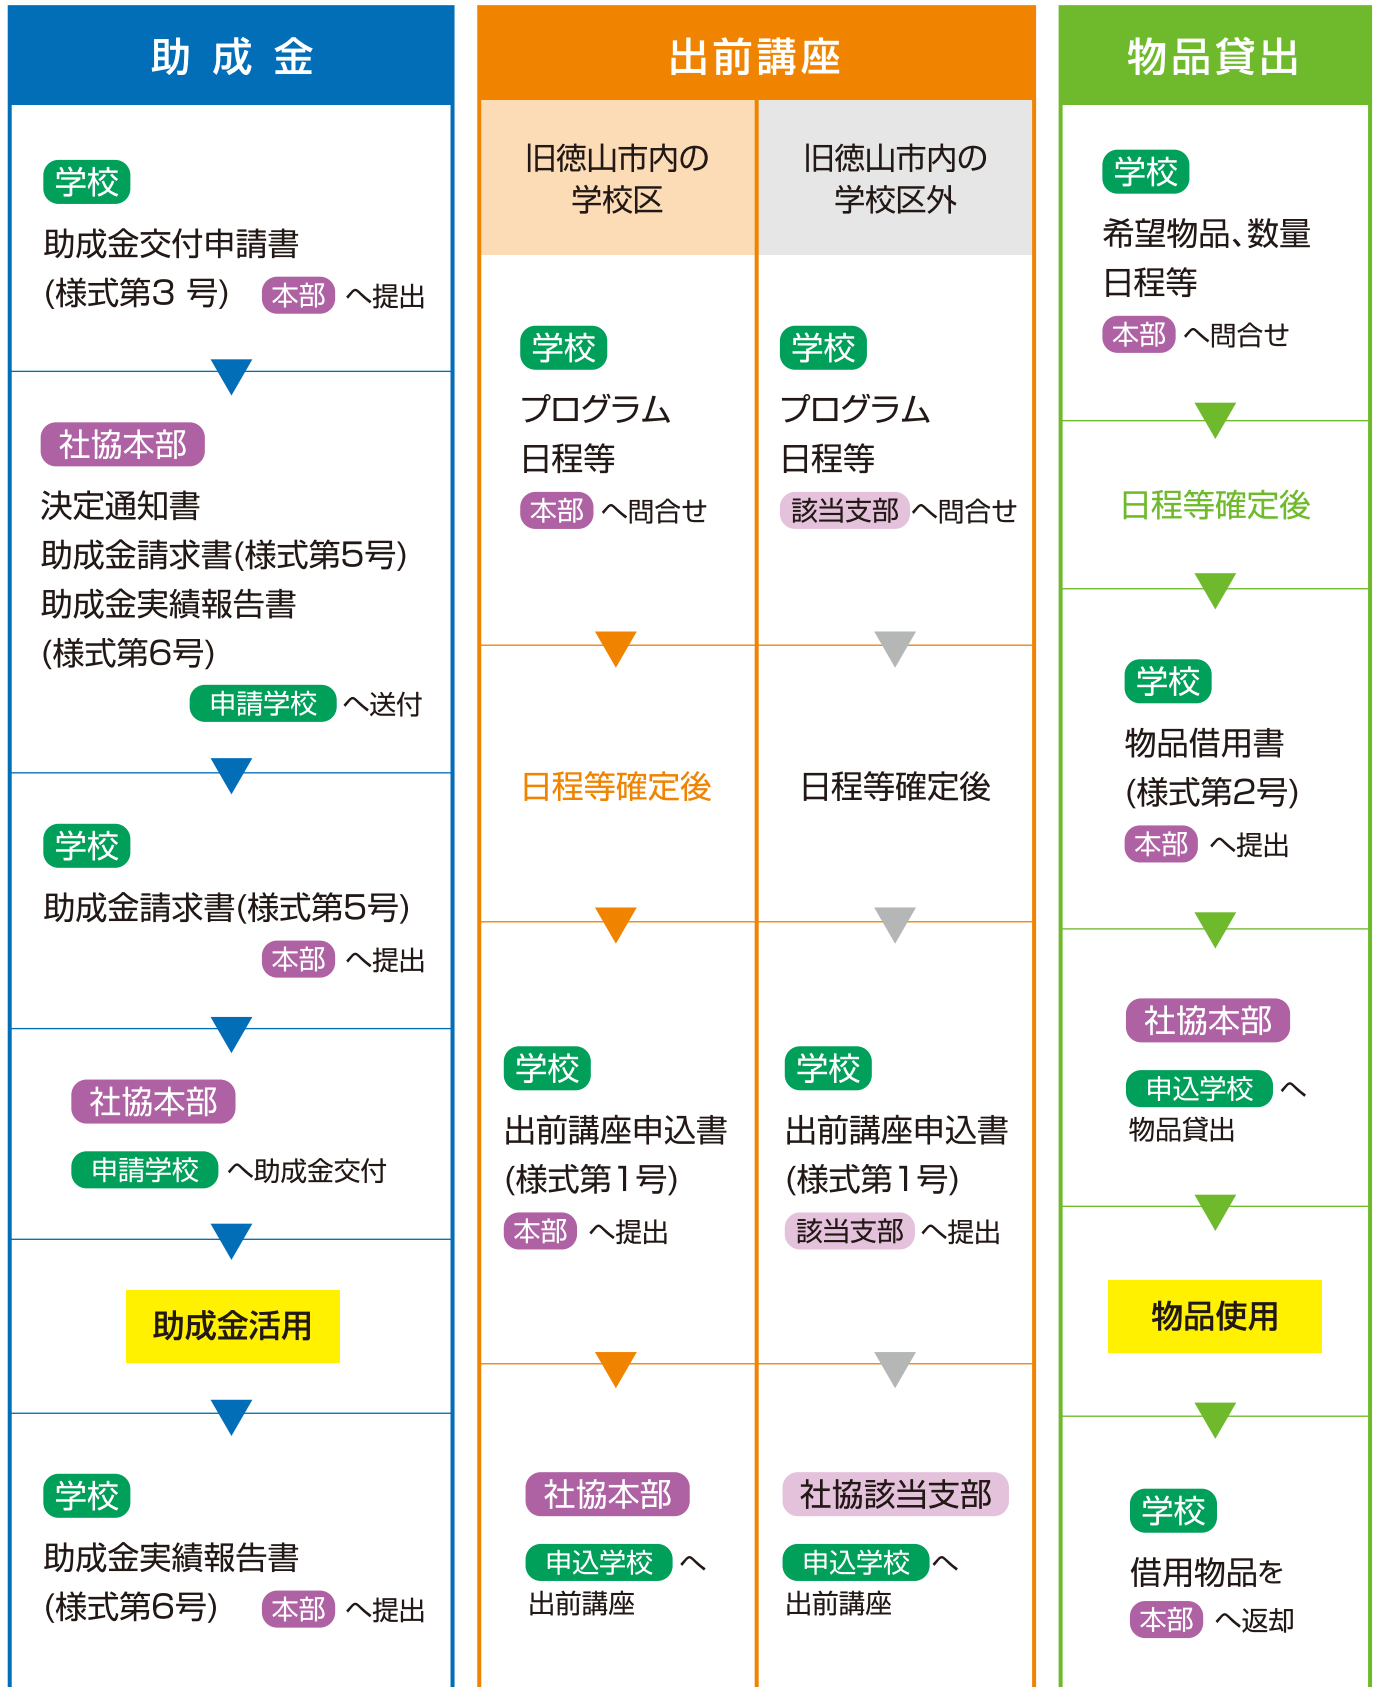 助成金
学校
助成金交付申請書
(様式第3 号) 本部 へ提出
社協本部
決定通知書
助成金請求書(様式第5号)
助成金実績報告書
(様式第6号)
申請学校 へ送付
学校
助成金請求書(様式第5号)
本部 へ提出
社協本部
申請学校 へ助成金交付
助成金活用
学校
助成金実績報告書
(様式第6号) 本部 へ提出
出前講座
旧徳山市内の
学校区
学校
プログラム
日程等
本部 へ問合せ
日程等確定後
学校
出前講座申込書
(様式第1号)
本部 へ提出
社協本部
申込学校 へ
出前講座
旧徳山市内の
学校区外
学校
プログラム
日程等
該当支部 へ問合せ
日程等確定後
学校
出前講座申込書
(様式第1号)
該当支部 へ提出
社協該当支部
申込学校 へ
出前講座
物品貸出
学校
希望物品、数量
日程等
本部 へ問合せ
日程等確定後
学校
物品借用書
(様式第2号)
本部 へ提出
社協本部
申込学校 へ
物品貸出
物品使用
学校
借用物品を
本部 へ返却